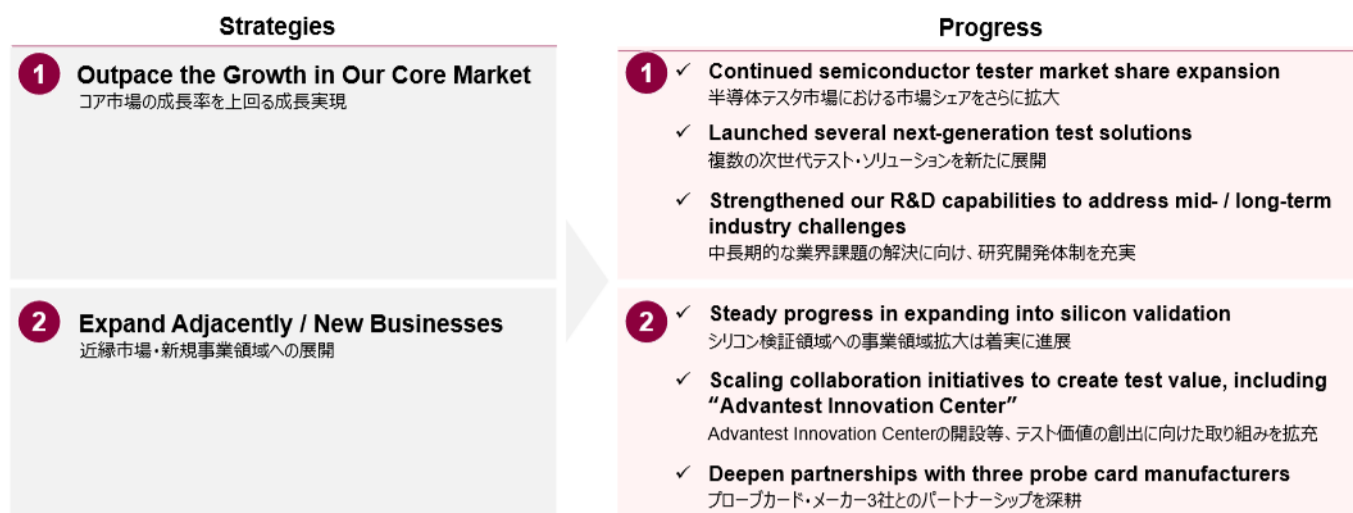 Strategies
1
Outpace the Growth in Our Core Market
コア市場の成長率を上回る成長実現
2
Expand Adjacently / New Businesses
近縁市場・新規事業領域への展開
Progress
1
✓ Continued semiconductor tester market share expansion
半導体テスタ市場における市場シェアをさらに拡大
✓ Launched several next-generation test solutions
複数の次世代テスト・ソリューションを新たに展開
✓ Strengthened our R&D capabilities to address mid- / long-term
industry challenges
中長期的な業界課題の解決に向け、研究開発体制を充実
2
✓ Steady progress in expanding into silicon validation
シリコン検証領域への事業領域拡大は着実に進展
✓ Scaling collaboration initiatives to create test value, including
“Advantest Innovation Center”
Advantest Innovation Centerの開設等、テスト価値の創出に向けた取り組みを拡充
✓ Deepen partnerships with three probe card manufacturers
プローブカード・メーカー3社とのパートナーシップを深耕